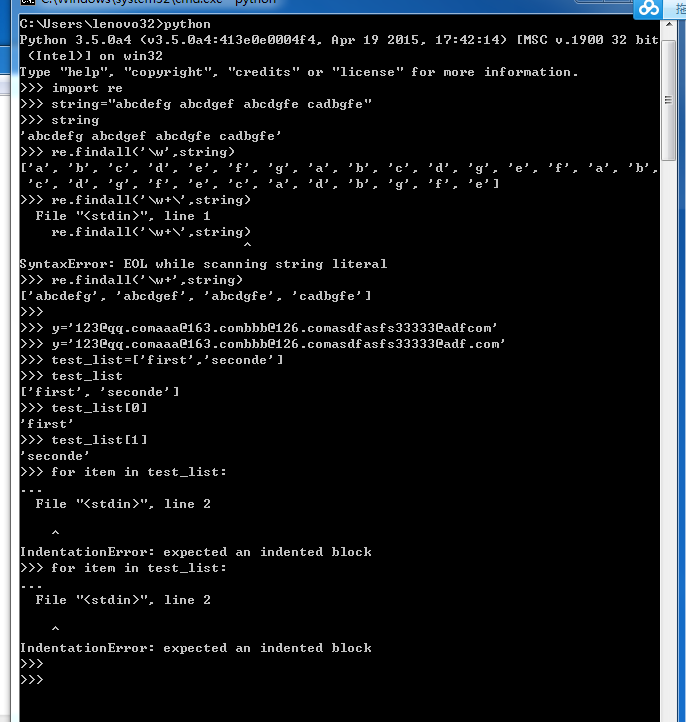 C:\Windows\system32\cmd.exe - python
拖
C:\Users\lenovo32>python
Python 3.5.0a4 (v3.5.0a4:413e0e0004f4, Apr 19 2015, 17:42:14) [MSC v.1900 32 bit
 (Intel)] on win32
Type "help", "copyright", "credits" or "license" for more information.
>>> import re
>>> string="abcdefg abcdgef abcdgfe cadbgfe"
>>> string
'abcdefg abcdgef abcdgfe cadbgfe'
>>> re.findall('\w',string)
['a', 'b', 'c', 'd', 'e', 'f', 'g', 'a', 'b', 'c', 'd', 'g', 'e', 'f', 'a', 'b',
 'c', 'd', 'g', 'f', 'e', 'c', 'a', 'd', 'b', 'g', 'f', 'e']
>>> re.findall('\w+\',string)
  File "<stdin>", line 1
    re.findall('\w+\',string)
                            ^
SyntaxError: EOL while scanning string literal
>>> re.findall('\w+',string)
['abcdefg', 'abcdgef', 'abcdgfe', 'cadbgfe']
>>>
>>> y='123@qq.comaaa@163.combbb@126.comasdfasfs33333@adfcom'
>>> y='123@qq.comaaa@163.combbb@126.comasdfasfs33333@adf.com'
>>> test_list=['first','seconde']
>>> test_list
['first', 'seconde']
>>> test_list[0]
'first'
>>> test_list[1]
'seconde'
>>> for item in test_list:
...
  File "<stdin>", line 2

    ^
IndentationError: expected an indented block
>>> for item in test_list:
...
  File "<stdin>", line 2

    ^
IndentationError: expected an indented block
>>>
>>>